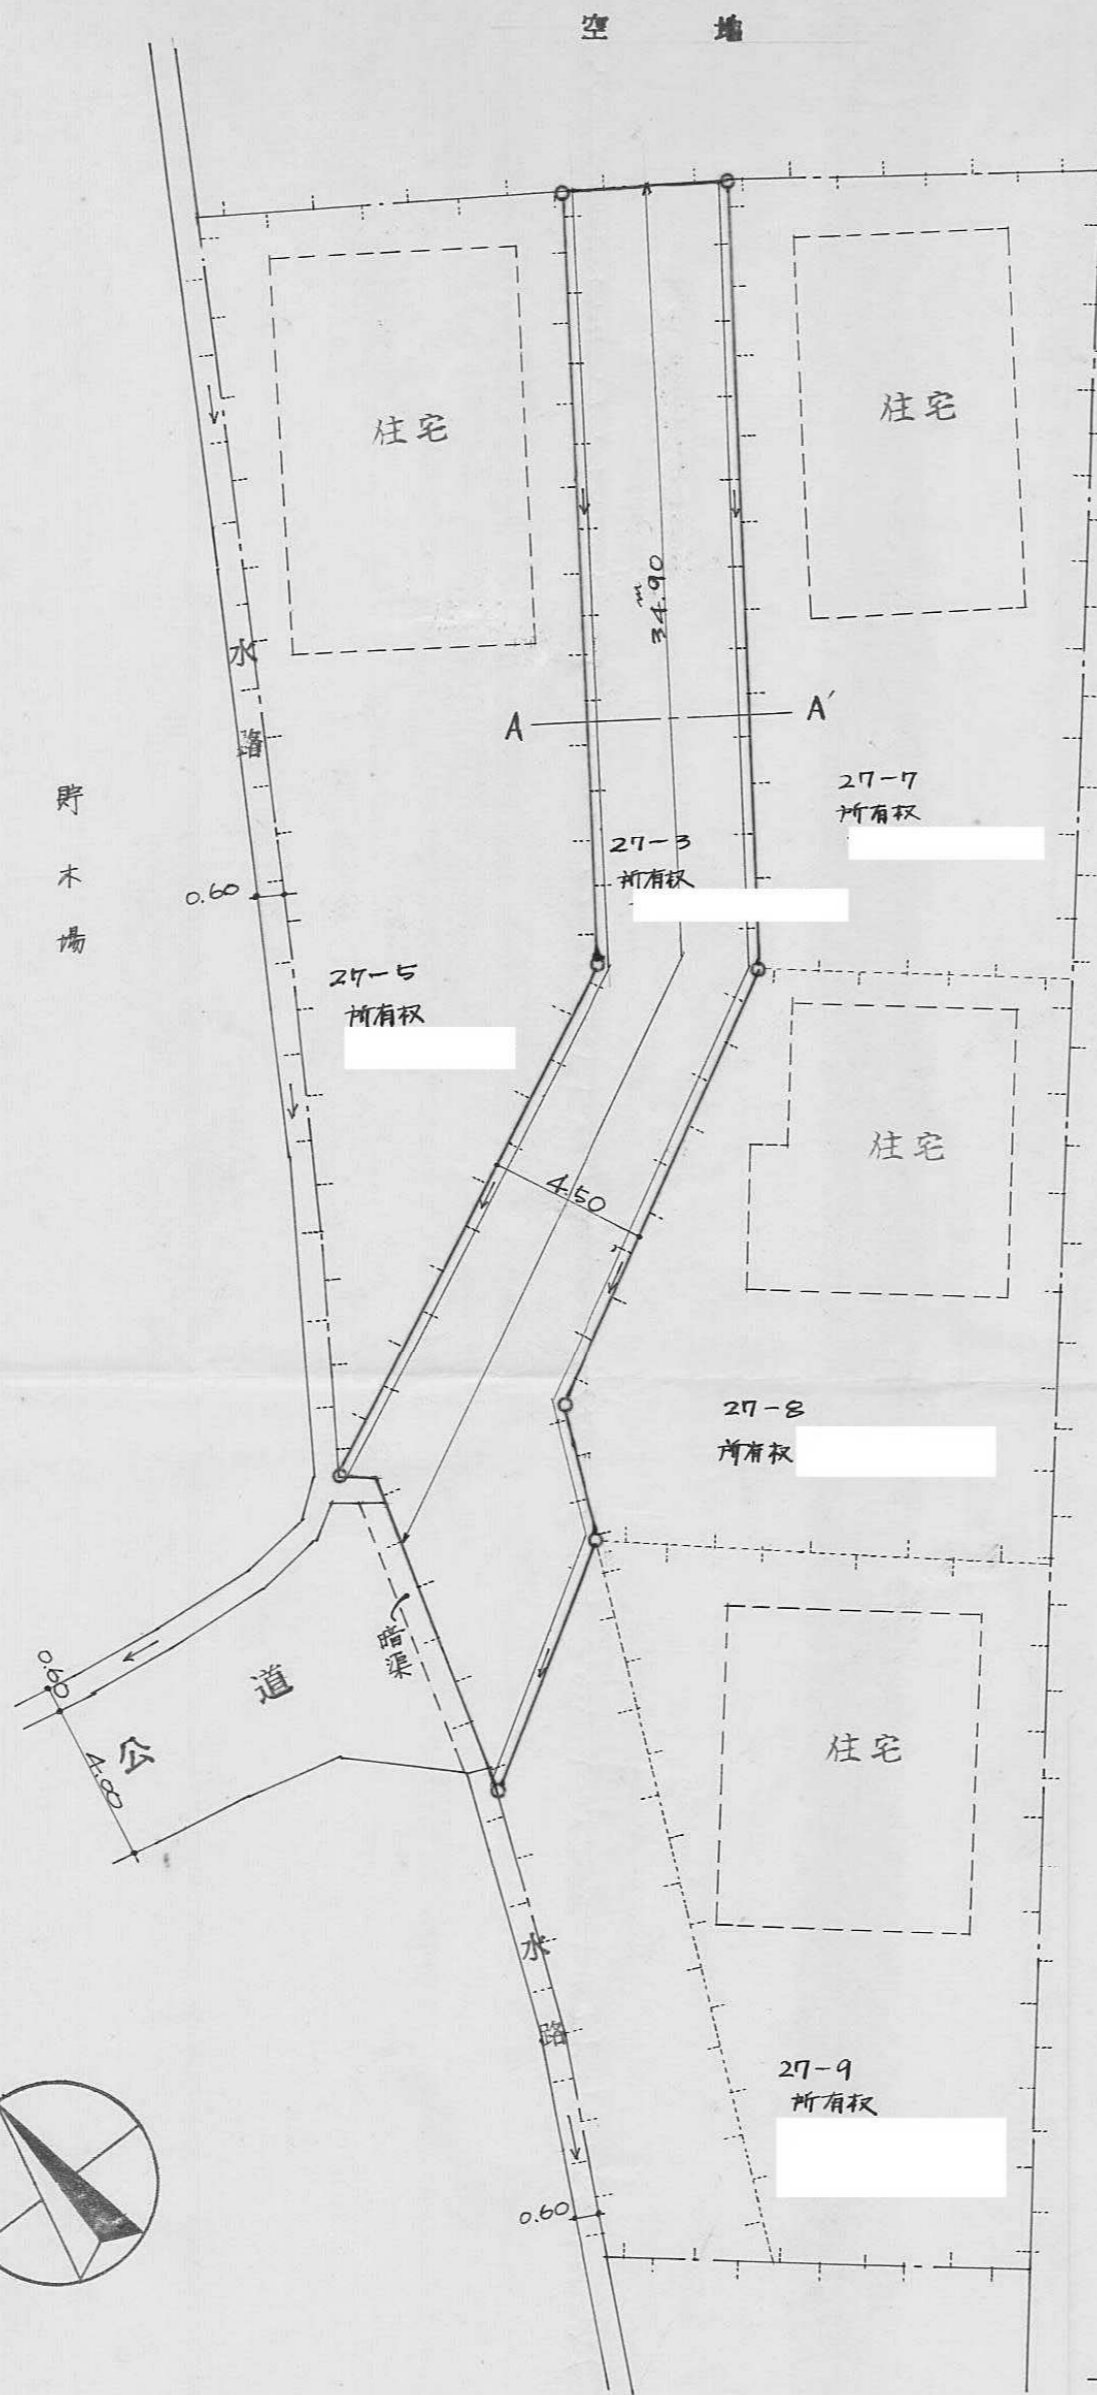 空地
住宅
住宅
34.90m
水路
A
A′
貯木場
27-7
所有权
27-3
所有权
0.60
27-5
所有权
住宅
4.50
27-8
所有权
暗渠
0.60
4.00
公道
住宅
水路
27-9
所有权
0.60